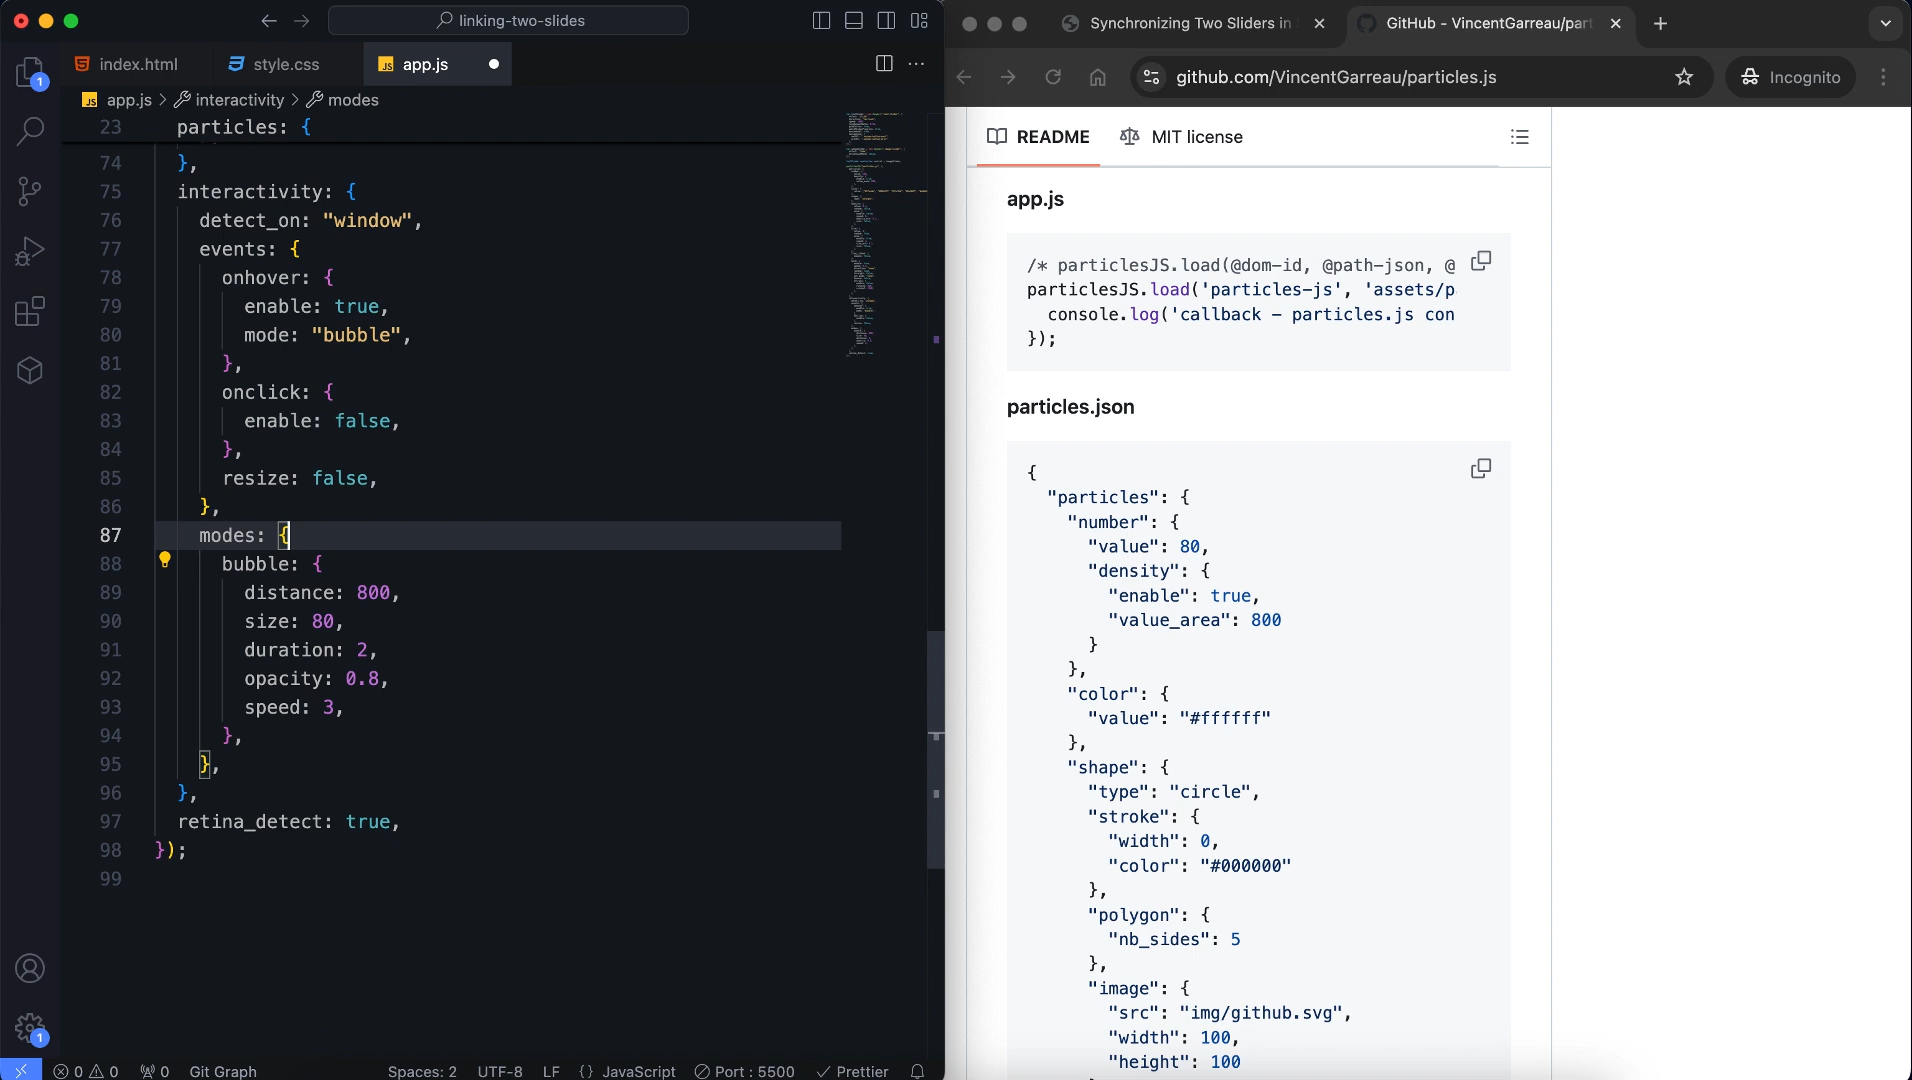 linking-two-slides
index.html
style.css
app.js
app.js > interactivity > modes
23 particles: {
74 },
75 interactivity: {
76 detect_on: "window",
77 events: {
78 onhover: {
79 enable: true,
80 mode: "bubble",
81 },
82 onclick: {
83 enable: false,
84 },
85 resize: false,
86 },
87 modes: {
88 bubble: {
89 distance: 800,
90 size: 80,
91 duration: 2,
92 opacity: 0.8,
93 speed: 3,
94 },
95 },
96 },
97 retina_detect: true,
98 });
99
1
1
0 0 0 Git Graph Spaces: 2 UTF-8 LF {} JavaScript Port : 5500 Prettier
Synchronizing Two Sliders in
GitHub - VincentGarreau/part
github.com/VincentGarreau/particles.js
Incognito
README
MIT license
app.js
/* particlesJS.load(@dom-id, @path-json, @
particlesJS.load('particles-js', 'assets/p
console.log('callback - particles.js con
});
particles.json
{
"particles": {
"number": {
"value": 80,
"density": {
"enable": true,
"value_area": 800
}
},
"color": {
"value": "#ffffff"
},
"shape": {
"type": "circle",
"stroke": {
"width": 0,
"color": "#000000"
},
"polygon": {
"nb_sides": 5
},
"image": {
"src": "img/github.svg",
"width": 100,
"height": 100